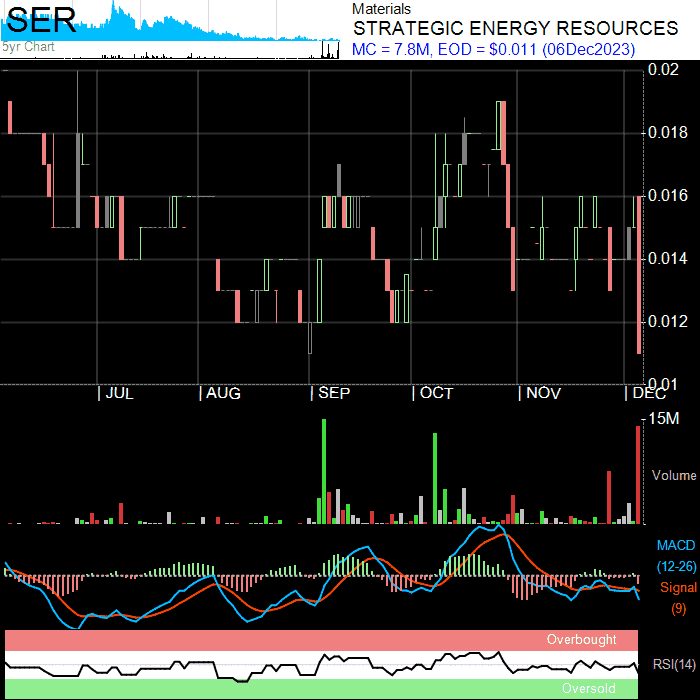 SER
5yr Chart
Materials
STRATEGIC ENERGY RESOURCES
MC = 7.8M, EOD = $0.011 (06Dec2023)
0.02
0.018
0.016
0.014
0.012
0.01
| JUL | AUG | SEP | OCT | NOV | DEC
15M
Volume
MACD
(12-26)
Signal
(9)
Overbought
RSI(14)
Oversold